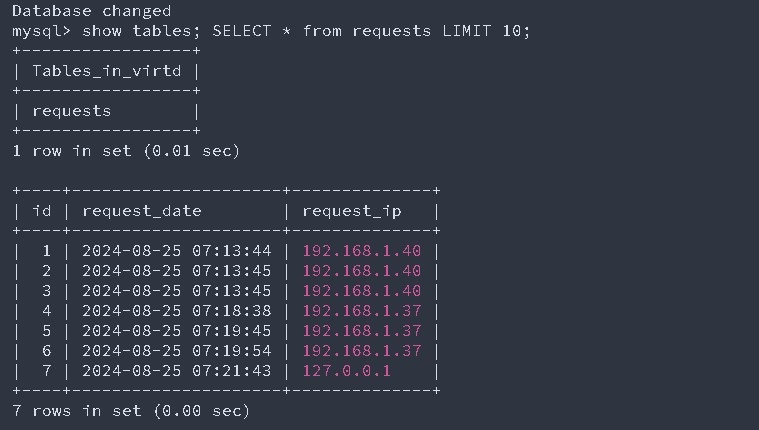 Database changed
mysql> show tables; SELECT * from requests LIMIT 10;
+-----------------+
| Tables_in_virtd |
+-----------------+
| requests        |
+-----------------+
1 row in set (0.01 sec)

+----+---------------------+--------------+
| id | request_date        | request_ip   |
+----+---------------------+--------------+
|  1 | 2024-08-25 07:13:44 | 192.168.1.40 |
|  2 | 2024-08-25 07:13:45 | 192.168.1.40 |
|  3 | 2024-08-25 07:13:45 | 192.168.1.40 |
|  4 | 2024-08-25 07:18:38 | 192.168.1.37 |
|  5 | 2024-08-25 07:19:45 | 192.168.1.37 |
|  6 | 2024-08-25 07:19:54 | 192.168.1.37 |
|  7 | 2024-08-25 07:21:43 | 127.0.0.1    |
+----+---------------------+--------------+
7 rows in set (0.00 sec)